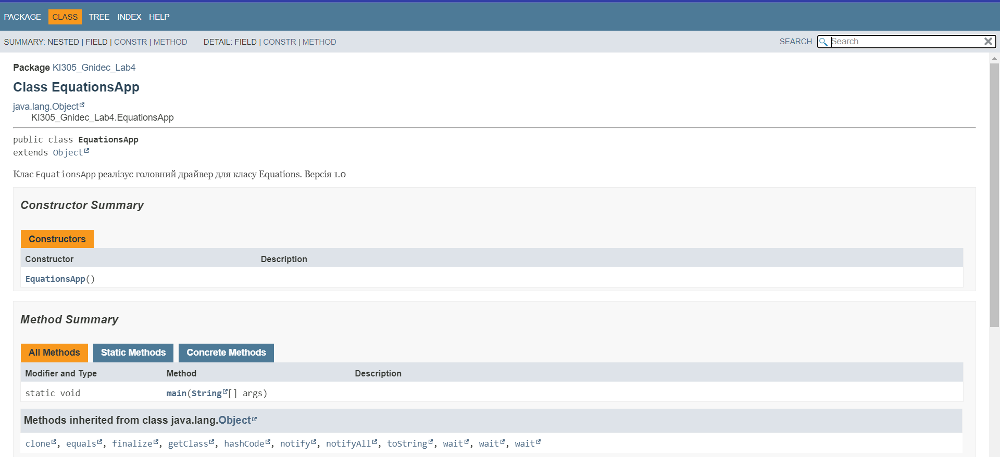 PACKAGE CLASS TREE INDEX HELP
SUMMARY: NESTED | FIELD | CONSTR | METHOD DETAIL: FIELD | CONSTR | METHOD SEARCH Search
Package KI305_Gnidec_Lab4
Class EquationsApp
java.lang.Object
KI305_Gnidec_Lab4.EquationsApp
public class EquationsApp
extends Object
Клас EquationsApp реалізує головний драйвер для класу Equations. Версія 1.0
Constructor Summary
Constructors
Constructor Description
EquationsApp()
Method Summary
All Methods Static Methods Concrete Methods
Modifier and Type Method Description
static void main(String[] args)
Methods inherited from class java.lang.Object
clone, equals, finalize, getClass, hashCode, notify, notifyAll, toString, wait, wait, wait